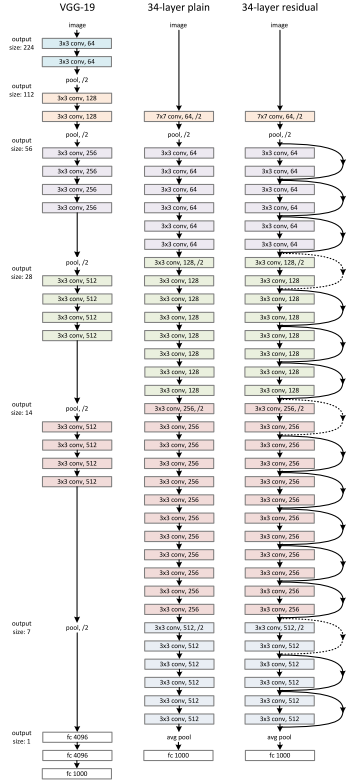 VGG-19
34-layer plain
34-layer residual
output
size: 224
output
size: 112
output
size: 56
output
size: 28
output
size: 14
output
size: 7
output
size: 1
image
3x3 conv, 64
3x3 conv, 64
pool, /2
3x3 conv, 128
3x3 conv, 128
pool, /2
3x3 conv, 256
3x3 conv, 256
3x3 conv, 256
3x3 conv, 256
pool, /2
3x3 conv, 512
3x3 conv, 512
3x3 conv, 512
3x3 conv, 512
pool, /2
3x3 conv, 512
3x3 conv, 512
3x3 conv, 512
3x3 conv, 512
pool, /2
fc 4096
fc 4096
fc 1000
image
7x7 conv, 64, /2
pool, /2
3x3 conv, 64
3x3 conv, 64
3x3 conv, 64
3x3 conv, 64
3x3 conv, 64
3x3 conv, 64
3x3 conv, 128, /2
3x3 conv, 128
3x3 conv, 128
3x3 conv, 128
3x3 conv, 128
3x3 conv, 128
3x3 conv, 128
3x3 conv, 128
3x3 conv, 256, /2
3x3 conv, 256
3x3 conv, 256
3x3 conv, 256
3x3 conv, 256
3x3 conv, 256
3x3 conv, 256
3x3 conv, 256
3x3 conv, 256
3x3 conv, 256
3x3 conv, 256
3x3 conv, 256
3x3 conv, 512, /2
3x3 conv, 512
3x3 conv, 512
3x3 conv, 512
3x3 conv, 512
3x3 conv, 512
avg pool
fc 1000
image
7x7 conv, 64, /2
pool, /2
3x3 conv, 64
3x3 conv, 64
3x3 conv, 64
3x3 conv, 64
3x3 conv, 64
3x3 conv, 64
3x3 conv, 128, /2
3x3 conv, 128
3x3 conv, 128
3x3 conv, 128
3x3 conv, 128
3x3 conv, 128
3x3 conv, 128
3x3 conv, 128
3x3 conv, 256, /2
3x3 conv, 256
3x3 conv, 256
3x3 conv, 256
3x3 conv, 256
3x3 conv, 256
3x3 conv, 256
3x3 conv, 256
3x3 conv, 256
3x3 conv, 256
3x3 conv, 256
3x3 conv, 256
3x3 conv, 512, /2
3x3 conv, 512
3x3 conv, 512
3x3 conv, 512
3x3 conv, 512
3x3 conv, 512
avg pool
fc 1000